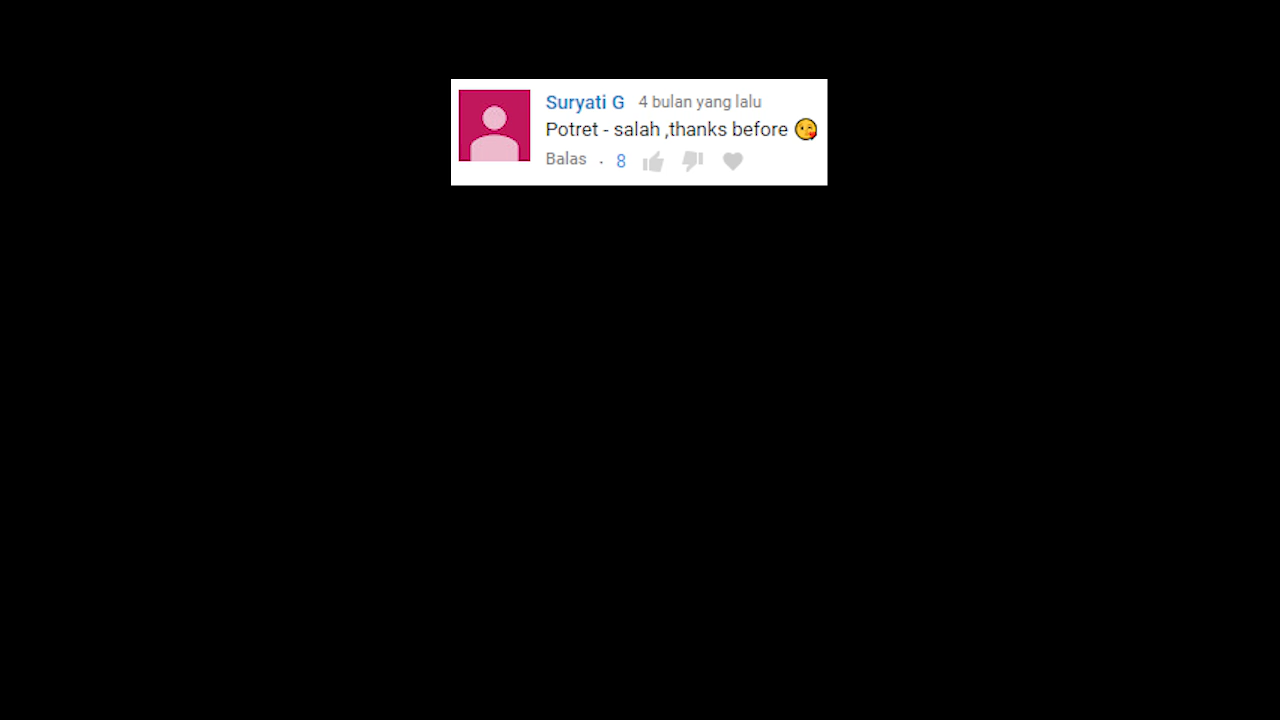 Suryati G 4 bulan yang lalu
Potret - salah ,thanks before 😘
Balas . 8